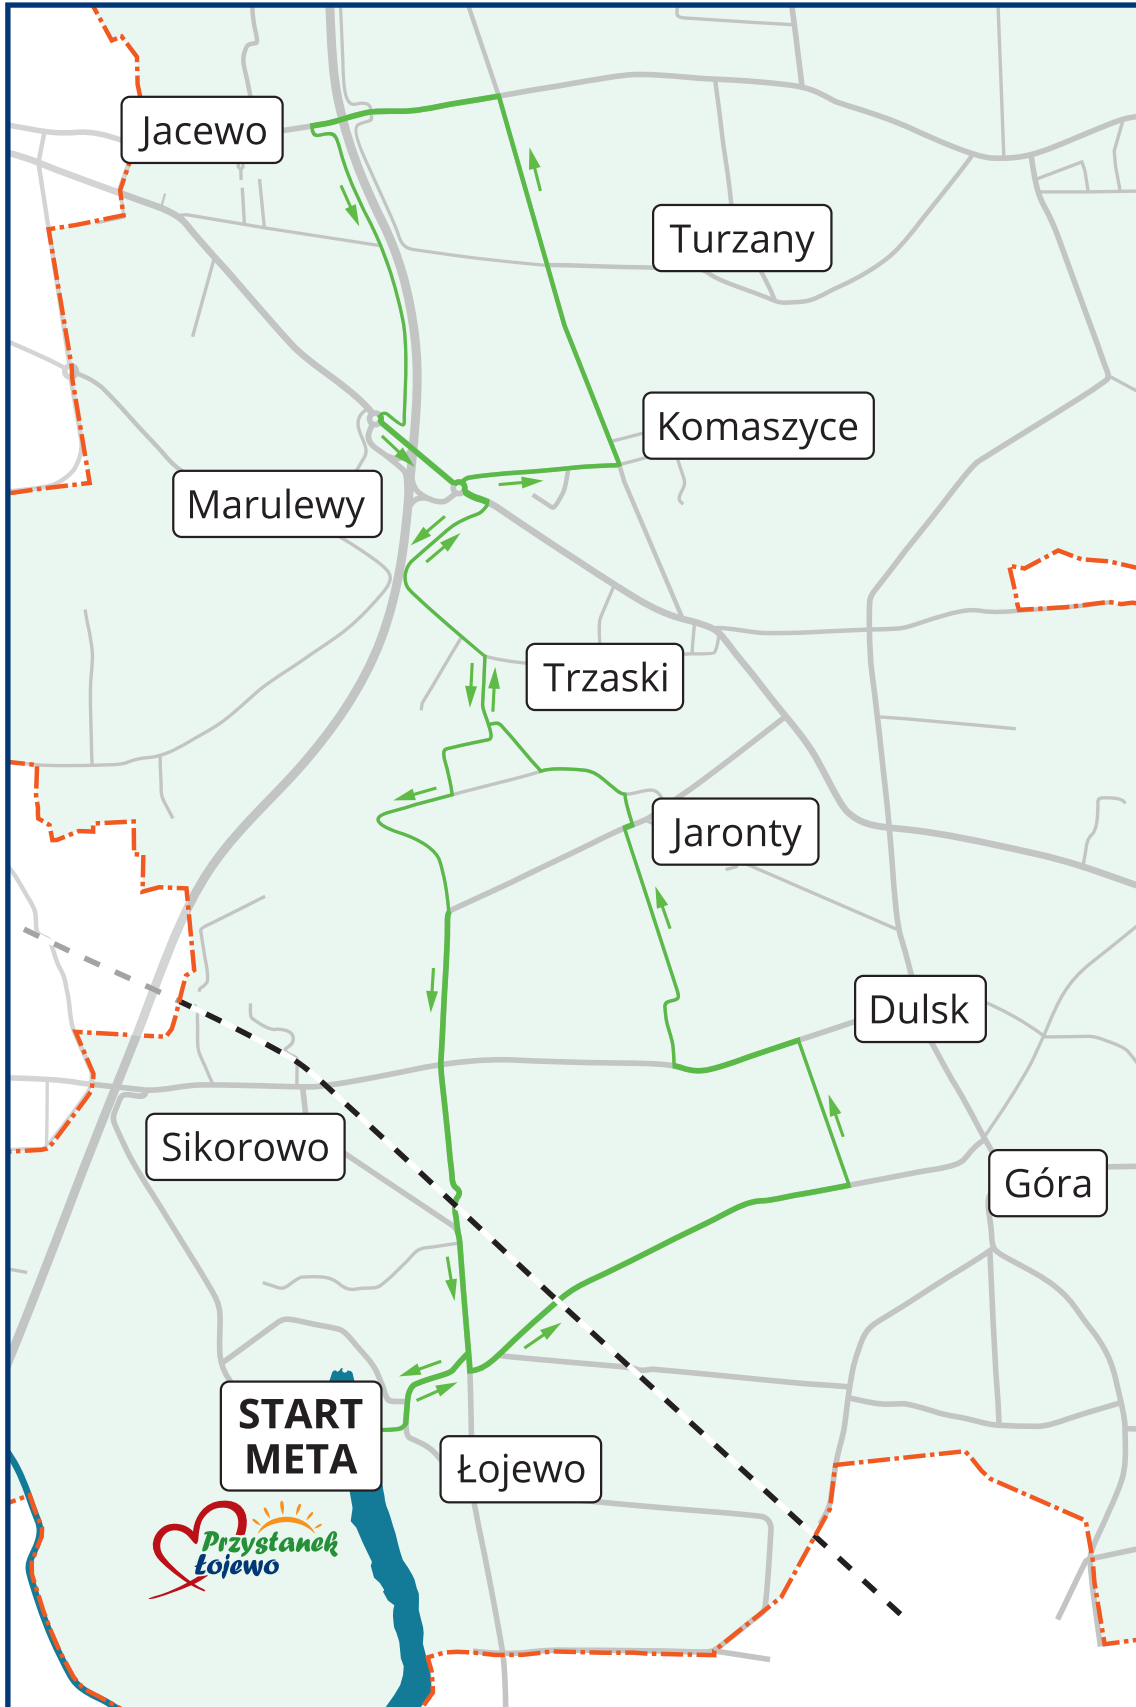 Jacewo
Turzany
Komaszyce
Marulewy
Trzaski
Jaronty
Dulsk
Sikorowo
Góra
START
META
Łojewo
Przystanek
Łojewo